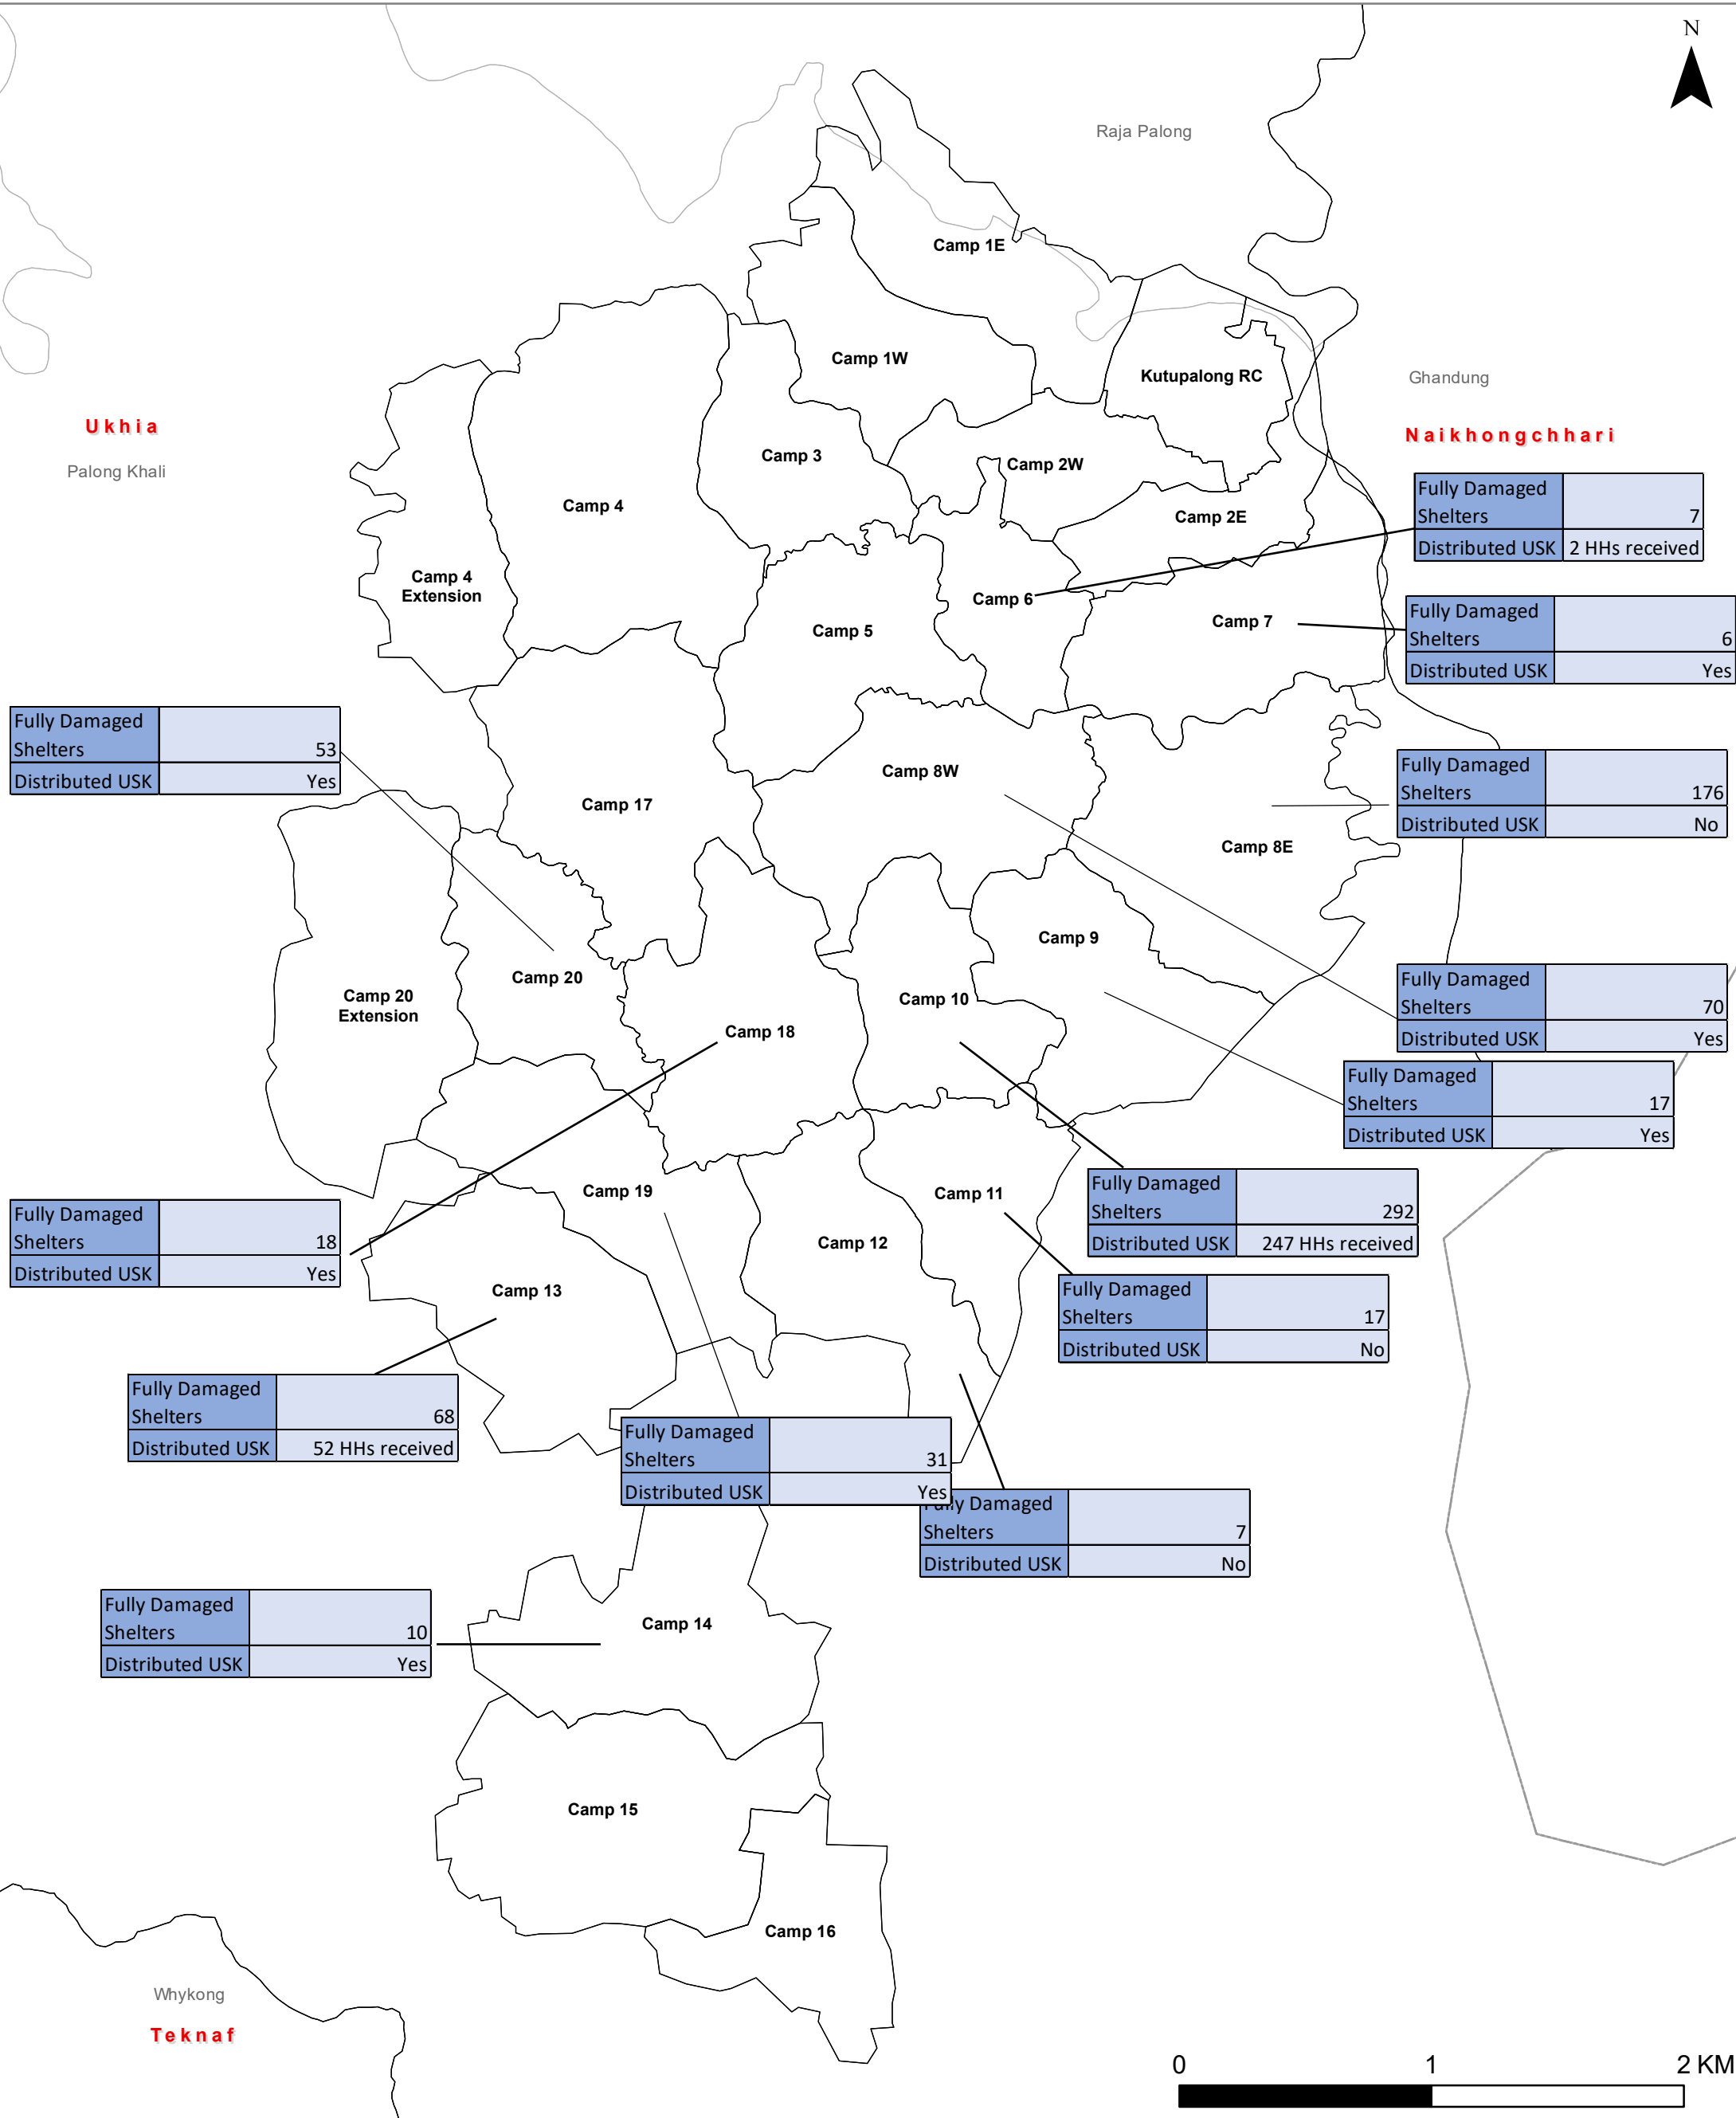 N
Raja Palong
Camp 1E
Camp 1W
Kutupalong RC
Ghandung
Ukhia
Naikhongchhari
Camp 3
Camp 2W
Palong Khali
Camp 4
Camp 2E
Fully Damaged
Shelters 7
Distributed USK 2 HHs received
Camp 4
Extension
Camp 6
Camp 5
Camp 7
Fully Damaged
Shelters 6
Distributed USK Yes
Fully Damaged
Shelters 53
Distributed USK Yes
Camp 8W
Camp 17
Fully Damaged
Shelters 176
Distributed USK No
Camp 8E
Camp 9
Camp 20
Camp 20
Extension
Camp 10
Camp 18
Fully Damaged
Shelters 70
Distributed USK Yes
Fully Damaged
Shelters 17
Distributed USK Yes
Camp 19
Camp 11
Fully Damaged
Shelters 292
Distributed USK 247 HHs received
Fully Damaged
Shelters 18
Distributed USK Yes
Camp 12
Camp 13
Fully Damaged
Shelters 17
Distributed USK No
Fully Damaged
Shelters 68
Distributed USK 52 HHs received
Fully Damaged
Shelters 31
Distributed USK Yes
Fully Damaged
Shelters 7
Distributed USK No
Fully Damaged
Shelters 10
Distributed USK Yes
Camp 14
Camp 15
Camp 16
Whykong
Teknaf
0 1 2 KM